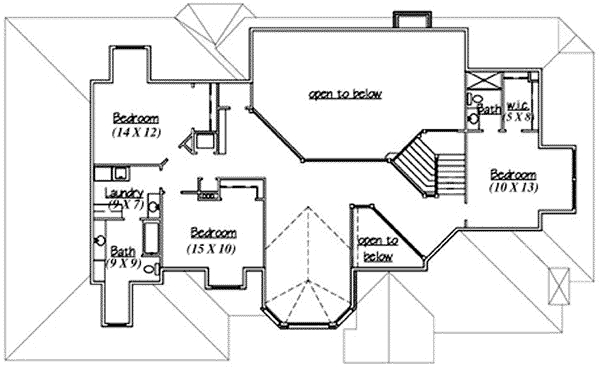 open to below
Bedroom
(14 X 12)
Bath
w.i.c.
(5 X 8)
Bedroom
(10 X 13)
Laundry
(9 X 7)
Bedroom
(15 X 10)
open to
below
Bath
(9 X 9)